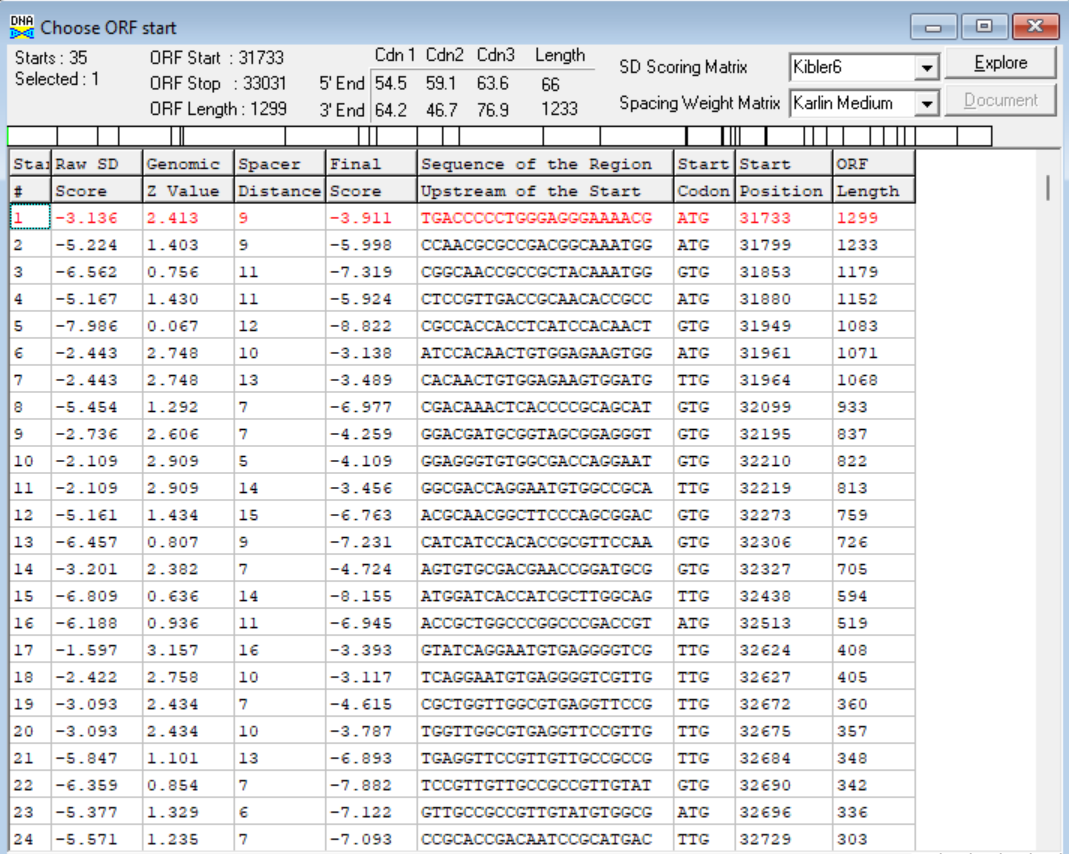 DNA Choose ORF start
Starts : 35 ORF Start : 31733 Cdn 1 Cdn2 Cdn3 Length SD Scoring Matrix Kibler6 Explore
Selected : 1 ORF Stop : 33031 5' End 54.5 59.1 63.6 66
ORF Length : 1299 3' End 64.2 46.7 76.9 1233 Spacing Weight Matrix Karlin Medium Document
Star Raw SD Genomic Spacer Final Sequence of the Region Start Start ORF
# Score Z Value Distance Score Upstream of the Start Codon Position Length
1 -3.136 2.413 9 -3.911 TGACCCCCTGGGAGGGAAAACG ATG 31733 1299
2 -5.224 1.403 9 -5.998 CCAACGCGCCGACGGCAAATGG ATG 31799 1233
3 -6.562 0.756 11 -7.319 CGGCAACCGCCGCTACAAATGG GTG 31853 1179
4 -5.167 1.430 11 -5.924 CTCCGTTGACCGCAACACCGCC ATG 31880 1152
5 -7.986 0.067 12 -8.822 CGCCACCACCTCATCCACAACT GTG 31949 1083
6 -2.443 2.748 10 -3.138 ATCCACAACTGTGGAGAAGTGG ATG 31961 1071
7 -2.443 2.748 13 -3.489 CACAACTGTGGAGAAGTGGATG TTG 31964 1068
8 -5.454 1.292 7 -6.977 CGACAAACTCACCCCGCAGCAT GTG 32099 933
9 -2.736 2.606 7 -4.259 GGACGATGCGGTAGCGGAGGGT GTG 32195 837
10 -2.109 2.909 5 -4.109 GGAGGGTGTGGCGACCAGGAAT GTG 32210 822
11 -2.109 2.909 14 -3.456 GGCGACCAGGAATGTGGCCGCA TTG 32219 813
12 -5.161 1.434 15 -6.763 ACGCAACGGCTTCCCAGCGGAC GTG 32273 759
13 -6.457 0.807 9 -7.231 CATCATCCACACCGCGTTCCAA GTG 32306 726
14 -3.201 2.382 7 -4.724 AGTGTGCGACGAACCGGATGCG GTG 32327 705
15 -6.809 0.636 14 -8.155 ATGGATCACCATCGCTTGGCAG TTG 32438 594
16 -6.188 0.936 11 -6.945 ACCGCTGGCCCGGCCCGACCGT ATG 32513 519
17 -1.597 3.157 16 -3.393 GTATCAGGAATGTGAGGGGTCG TTG 32624 408
18 -2.422 2.758 10 -3.117 TCAGGAATGTGAGGGGTCGTTG TTG 32627 405
19 -3.093 2.434 7 -4.615 CGCTGGTTGGCGTGAGGTTCCG TTG 32672 360
20 -3.093 2.434 10 -3.787 TGGTTGGCGTGAGGTTCCGTTG TTG 32675 357
21 -5.847 1.101 13 -6.893 TGAGGTTCCGTTGTTGCCGCCG TTG 32684 348
22 -6.359 0.854 7 -7.882 TCCGTTGTTGCCGCCGTTGTAT GTG 32690 342
23 -5.377 1.329 6 -7.122 GTTGCCGCCGTTGTATGTGGCG ATG 32696 336
24 -5.571 1.235 7 -7.093 CCGCACCGACAATCCGCATGAC TTG 32729 303